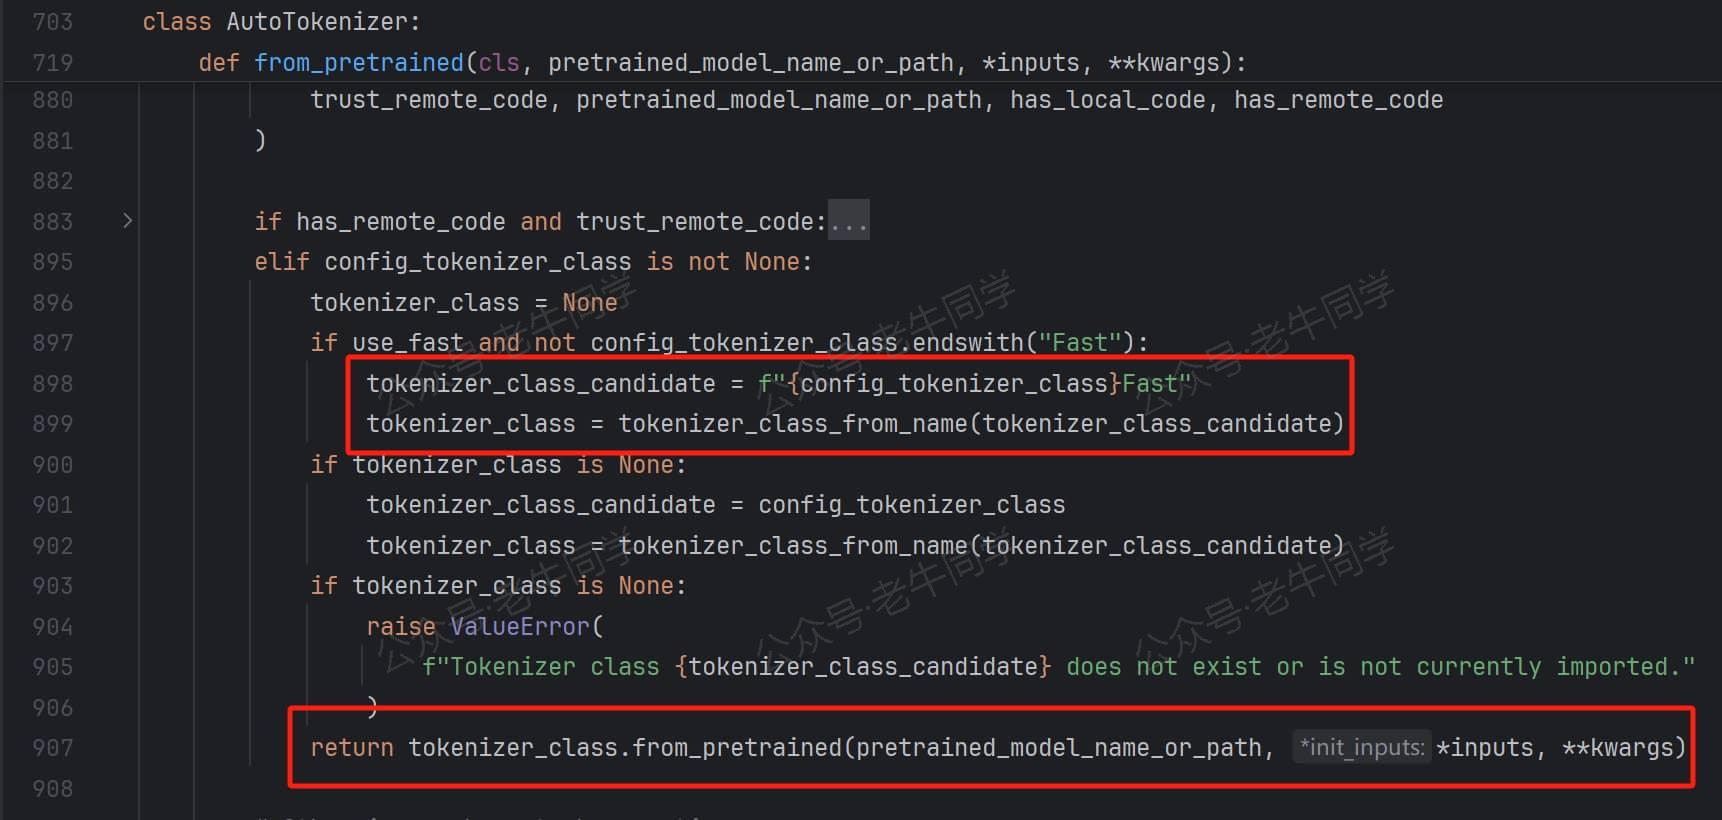 703 class AutoTokenizer:
719 def from_pretrained(cls, pretrained_model_name_or_path, *inputs, **kwargs):
880 trust_remote_code, pretrained_model_name_or_path, has_local_code, has_remote_code
881 )
882
883 if has_remote_code and trust_remote_code:...
895 elif config_tokenizer_class is not None:
896 tokenizer_class = None
897 if use_fast and not config_tokenizer_class.endswith("Fast"):
898 tokenizer_class_candidate = f"{config_tokenizer_class}Fast"
899 tokenizer_class = tokenizer_class_from_name(tokenizer_class_candidate)
900 if tokenizer_class is None:
901 tokenizer_class_candidate = config_tokenizer_class
902 tokenizer_class = tokenizer_class_from_name(tokenizer_class_candidate)
903 if tokenizer_class is None:
904 raise ValueError(
905 f"Tokenizer class {tokenizer_class_candidate} does not exist or is not currently imported."
906 )
907 return tokenizer_class.from_pretrained(pretrained_model_name_or_path, *init_inputs: *inputs, **kwargs)
908
公众号·老牛同学
公众号·老牛同学
公众号·老牛同学
公众号·老牛同学
公众号·老牛同学
公众号·老牛同学